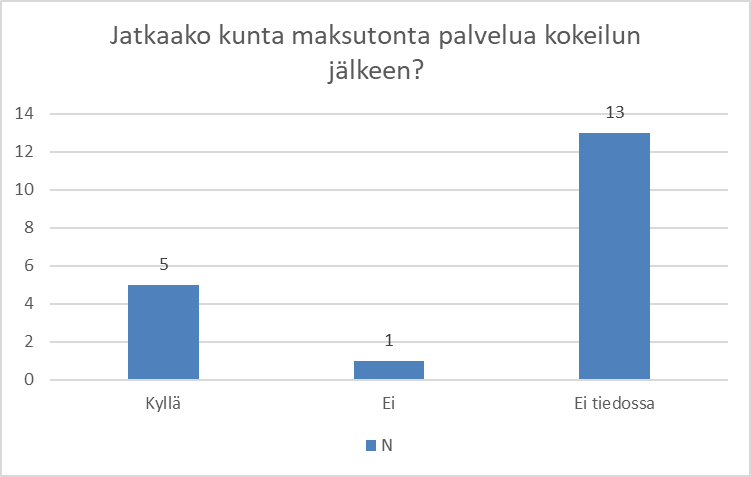 Jatkaako kunta maksutonta palvelua kokeilun
jälkeen?
14
12
10
8
6
4
2
0
5
1
13
Kyllä
Ei
Ei tiedossa
N